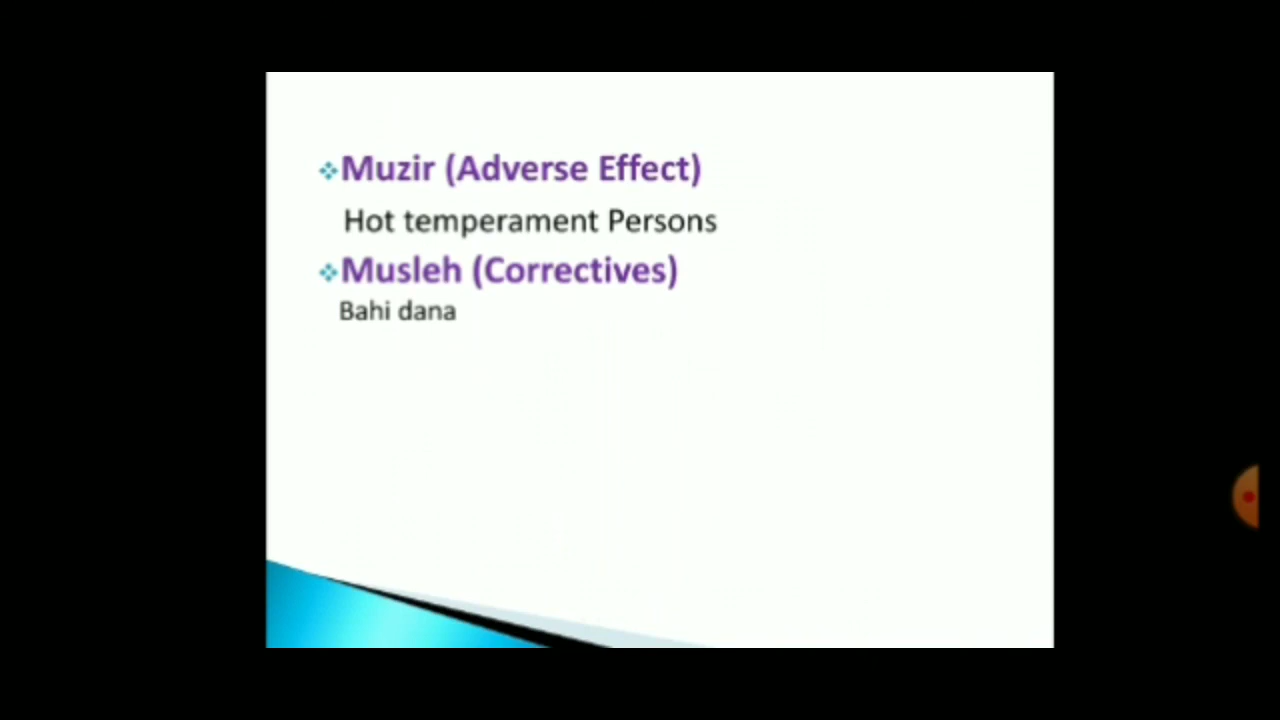 Muzir (Adverse Effect)
Hot temperament Persons
Musleh (Correctives)
Bahi dana